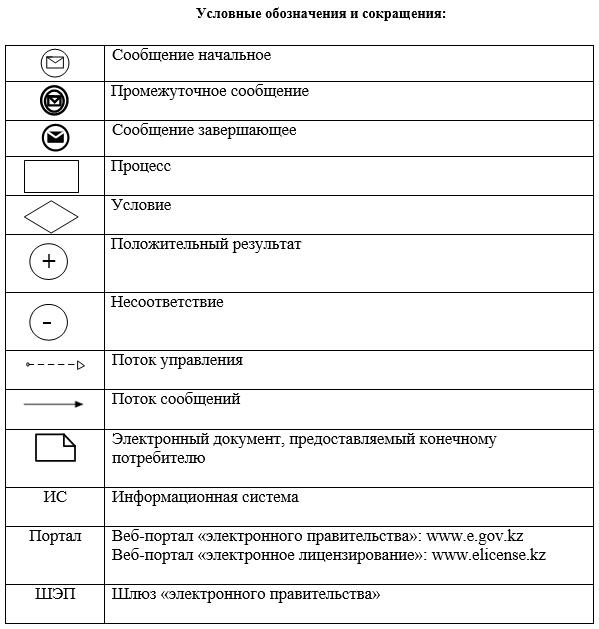 Условные обозначения и сокращения:
Сообщение начальное
Промежуточное сообщение
Сообщение завершающее
Процесс
Условие
+
Положительный результат
-
Несоответствие
Поток управления
Поток сообщений
Электронный документ, предоставляемый конечному
потребителю
ИС
Информационная система
Портал
Веб-портал «электронного правительства»: www.e.gov.kz
Веб-портал «электронное лицензирование»: www.elicense.kz
ШЭП
Шлюз «электронного правительства»